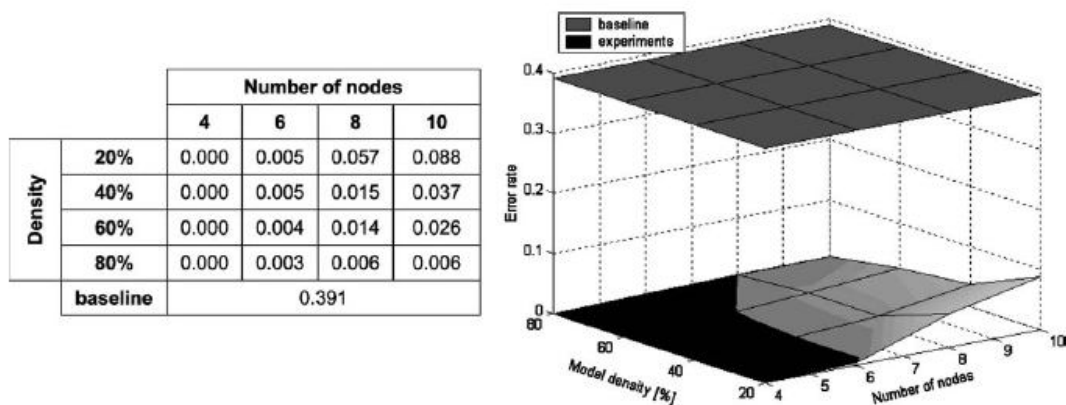 Number of nodes
4 6 8 10
Density
20% 0.000 0.005 0.057 0.088
40% 0.000 0.005 0.015 0.037
60% 0.000 0.004 0.014 0.026
80% 0.000 0.003 0.006 0.006
baseline 0.391
baseline
experiments
0.4
0.3
0.2
0.1
0
Error rate
80
60
40
20
Model density [%]
4
5
6
7
8
9
10
Number of nodes